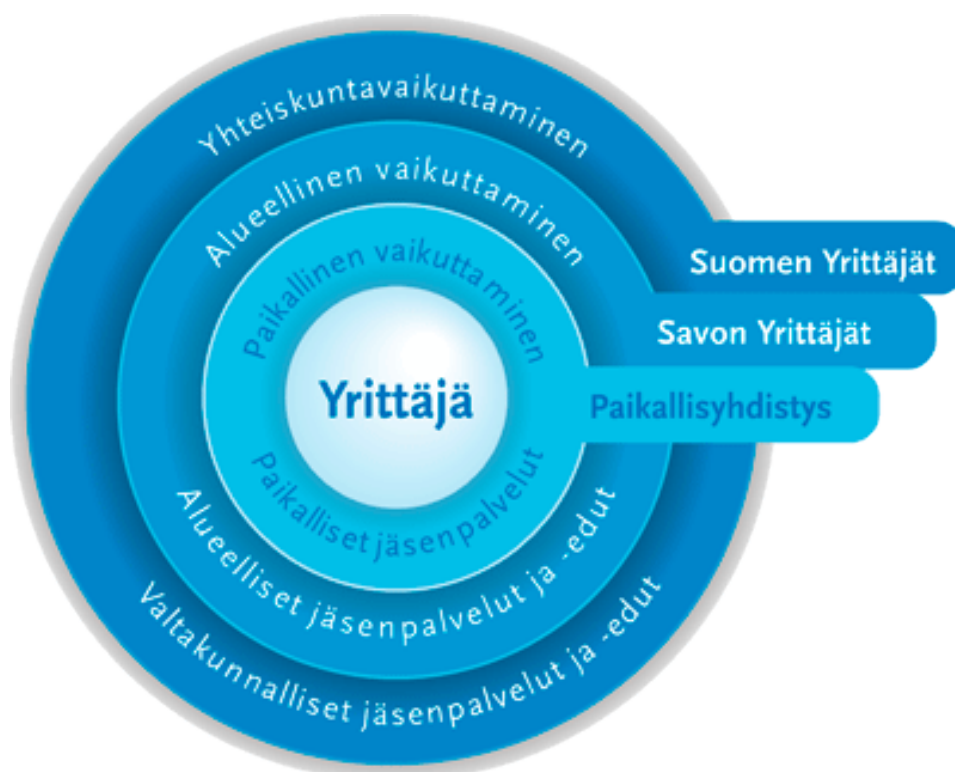 Yhteiskuntavaikuttaminen
Alueellinen vaikuttaminen
Paikallinen vaikuttaminen
Suomen Yrittäjät
Savon Yrittäjät
Paikallisyhdistys
Yrittäjä
Paikalliset jäsenpalvelut
Alueelliset jäsenpalvelut ja -edut
Valtakunnalliset jäsenpalvelut ja -edut